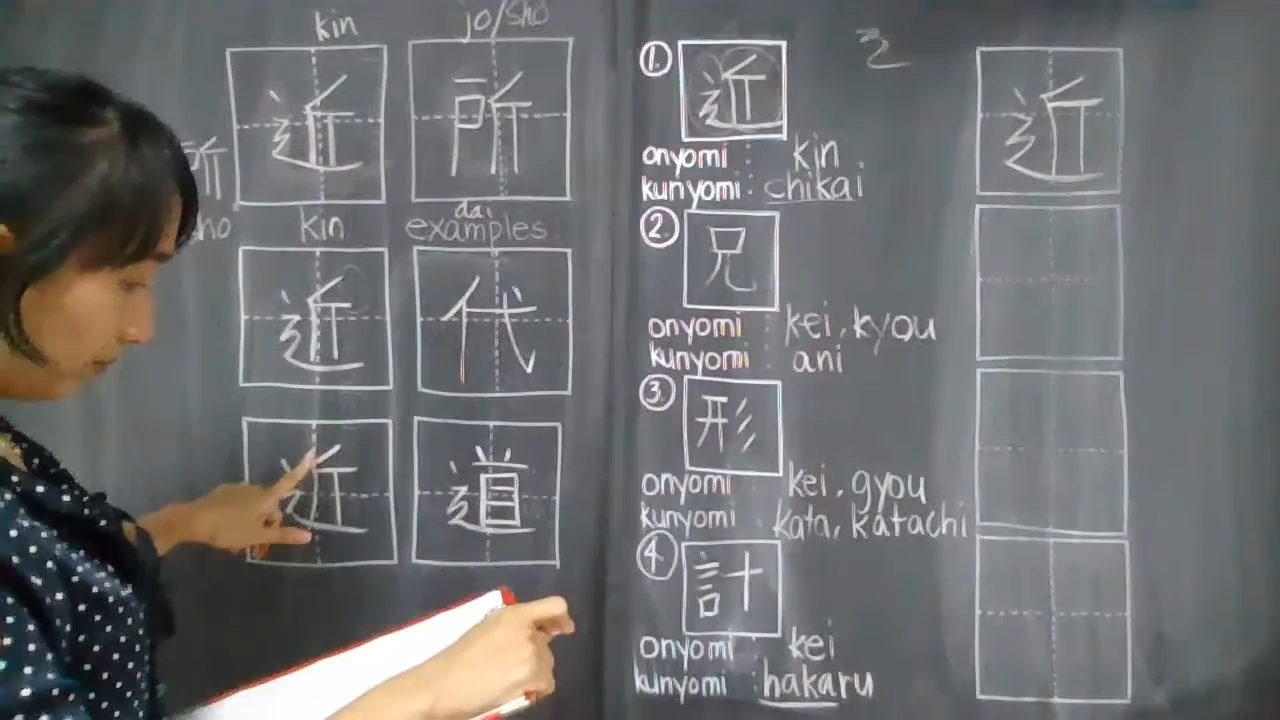 kin jo/sho
近 所
所
ho kin dai
examples
近 代
近 道
① 近
onyomi : kin
kunyomi : chikai
② 兄
onyomi : kei, kyou
kunyomi : ani
③ 形
onyomi kei, gyou
kunyomi kata, katachi
④ 計
onyomi : kei
kunyomi : hakaru
近